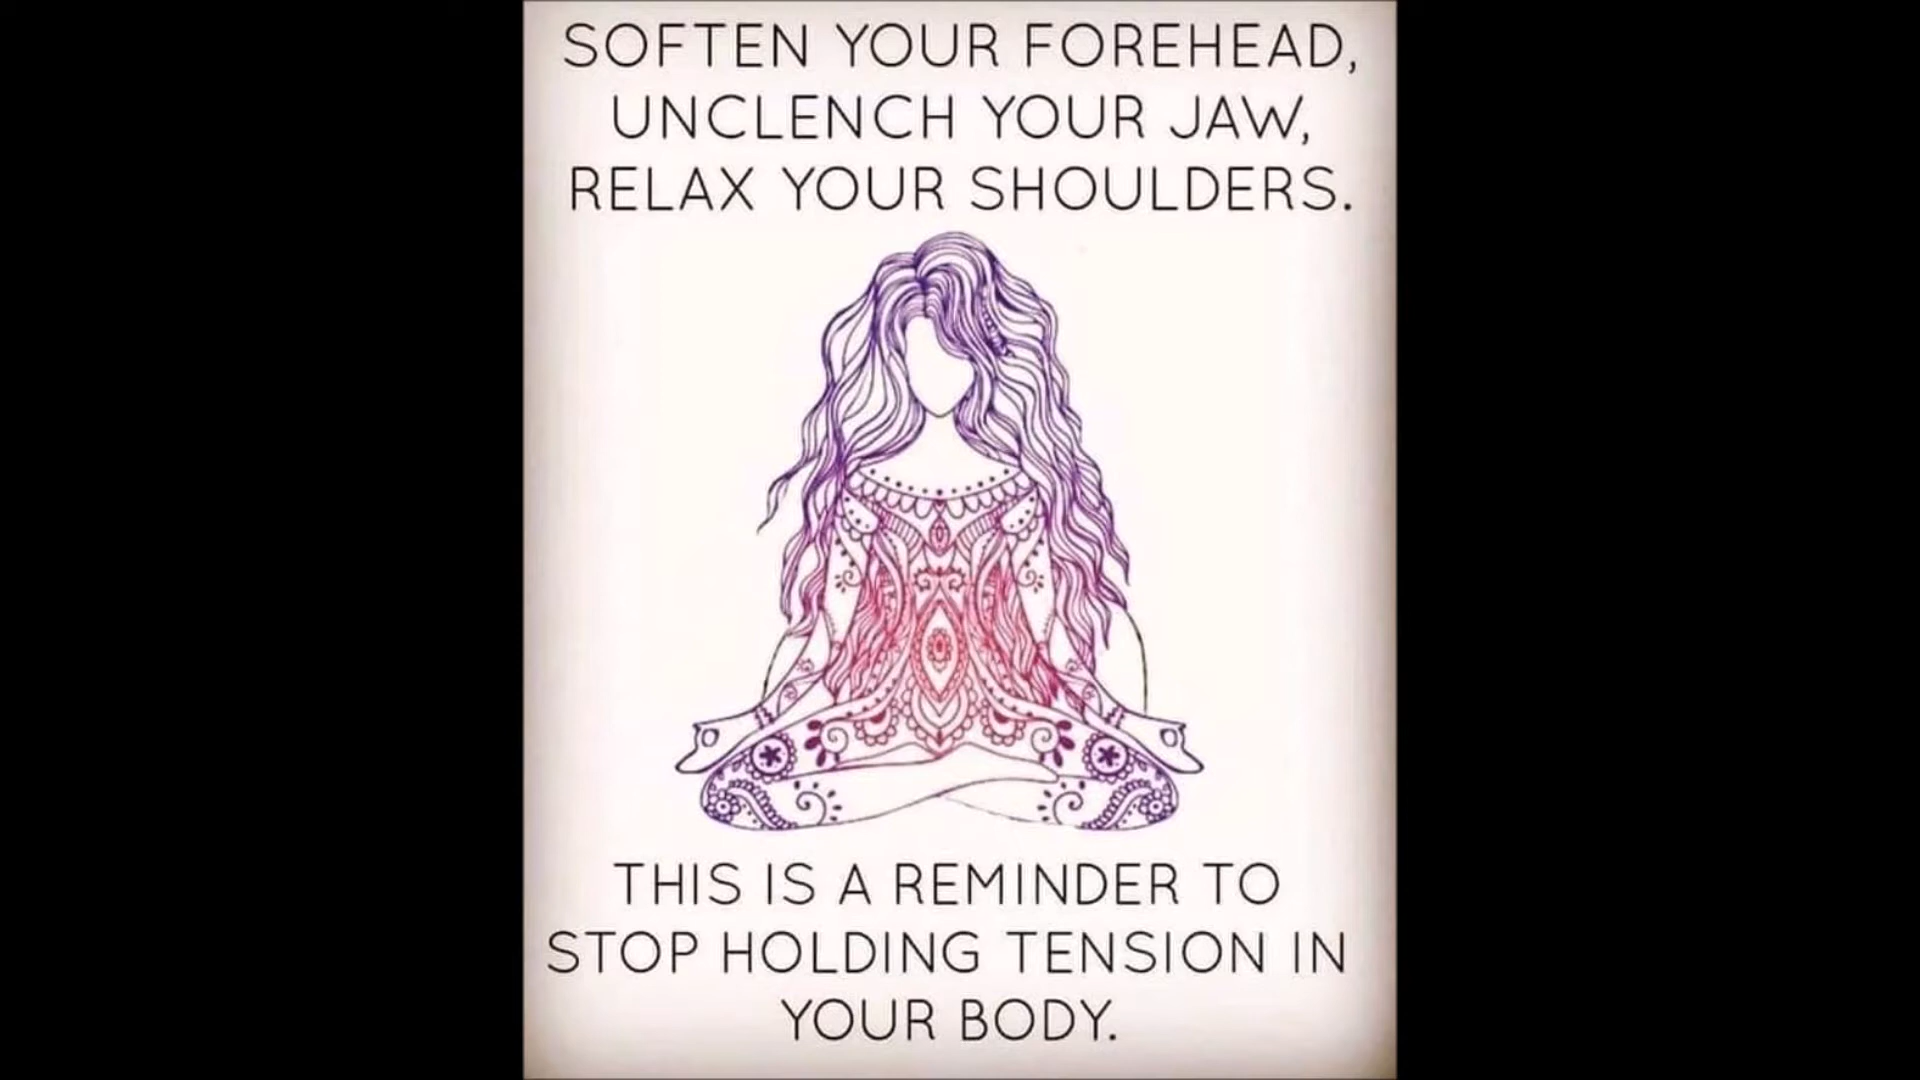 SOFTEN YOUR FOREHEAD,
UNCLENCH YOUR JAW,
RELAX YOUR SHOULDERS.
THIS IS A REMINDER TO
STOP HOLDING TENSION IN
YOUR BODY.